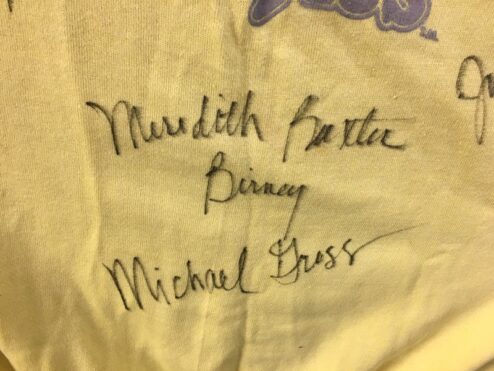 Meredith Baxter
Birney
Michael Gross